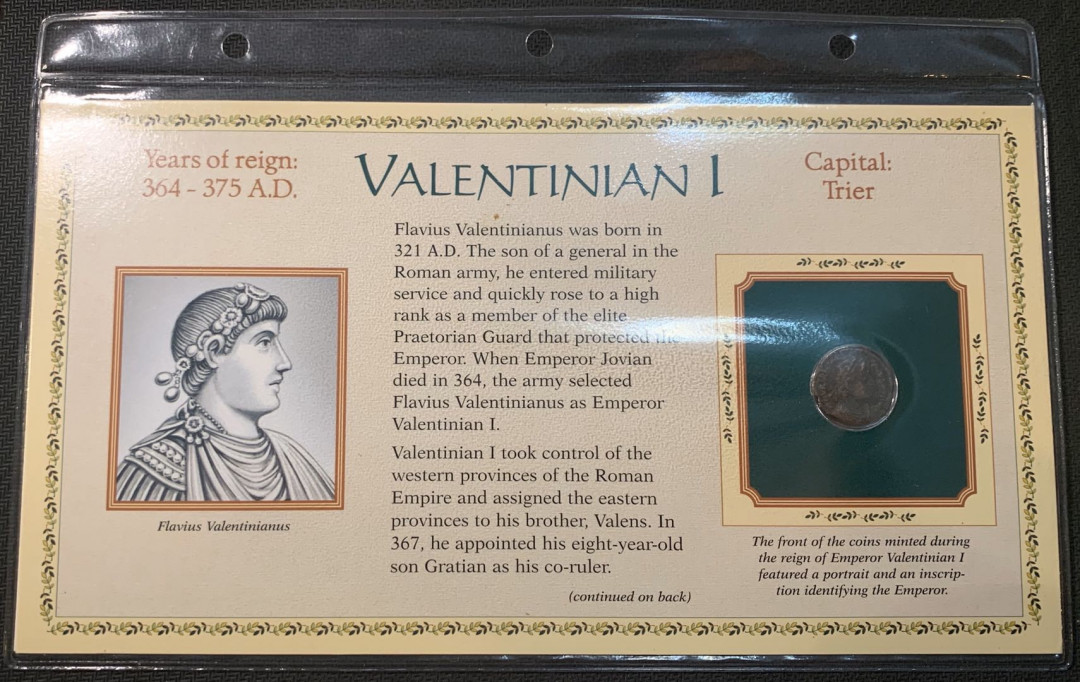 Years of reign:
364 - 375 A.D.
VALENTINIAN I
Capital:
Trier
Flavius Valentinianus was born in
321 A.D. The son of a general in the
Roman army, he entered military
service and quickly rose to a high
rank as a member of the elite
Praetorian Guard that protected the
Emperor. When Emperor Jovian
died in 364, the army selected
Flavius Valentinianus as Emperor
Valentinian I.
Valentinian I took control of the
western provinces of the Roman
Empire and assigned the eastern
provinces to his brother, Valens. In
367, he appointed his eight-year-old
son Gratian as his co-ruler.
(continued on back)
Flavius Valentinianus
The front of the coins minted during
the reign of Emperor Valentinian I
featured a portrait and an inscrip-
tion identifying the Emperor.